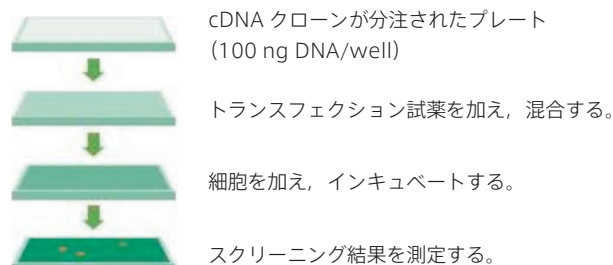 cDNA クローンが分注されたプレート
(100 ng DNA/well)
トランスフェクション試薬を加え，混合する。
細胞を加え，インキュベートする。
スクリーニング結果を測定する。